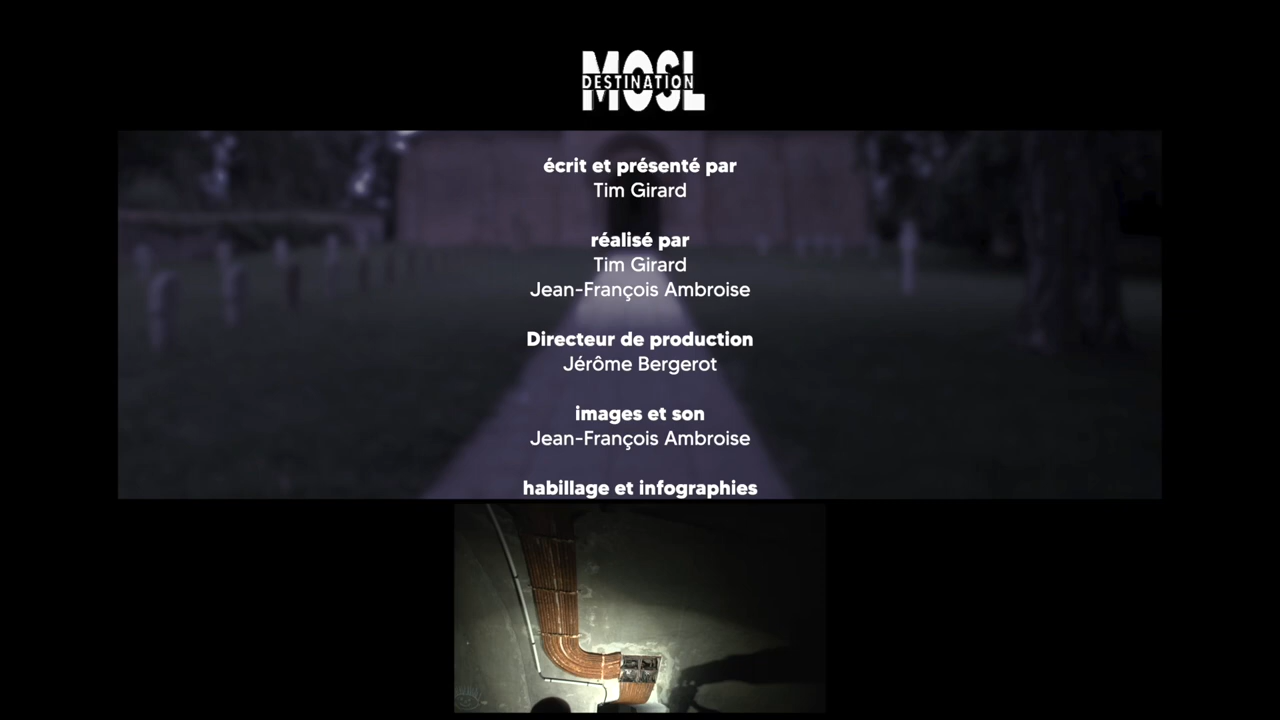 MOSL
DESTINATION
écrit et présenté par
Tim Girard
réalisé par
Tim Girard
Jean-François Ambroise
Directeur de production
Jérôme Bergerot
images et son
Jean-François Ambroise
habillage et infographies